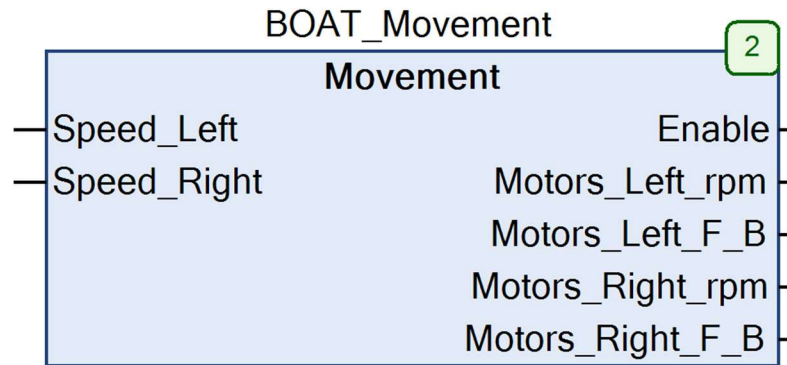 BOAT_Movement
2
Movement
Speed_Left
Enable
Speed_Right
Motors_Left_rpm
Motors_Left_F_B
Motors_Right_rpm
Motors_Right_F_B